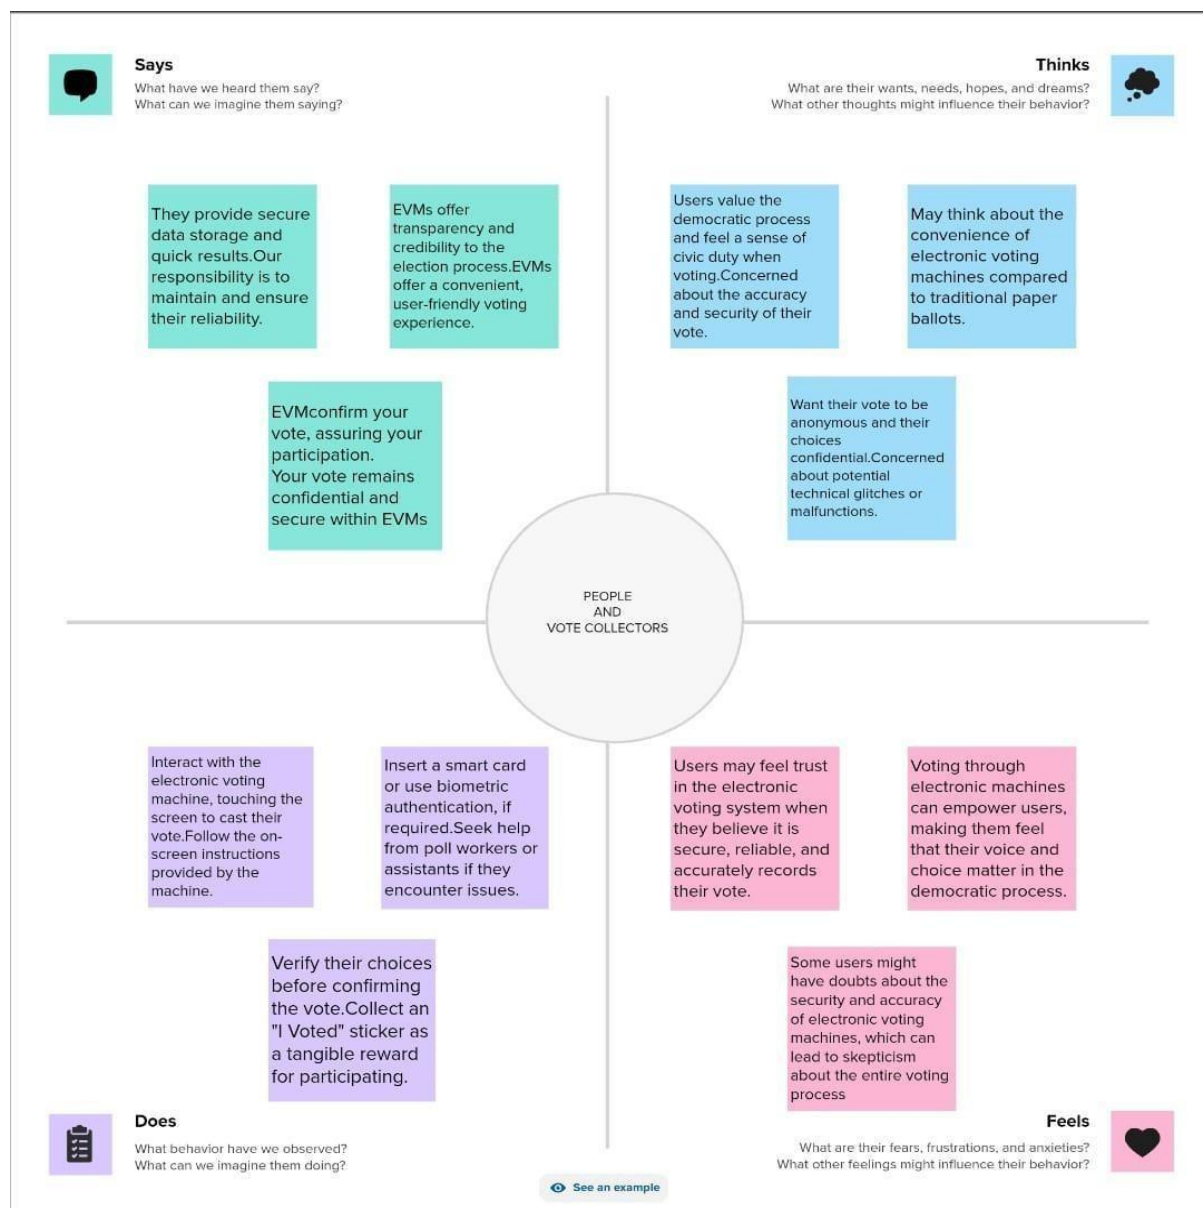 Says
What have we heard them say?
What can we imagine them saying?
Thinks
What are their wants, needs, hopes, and dreams?
What other thoughts might influence their behavior?
They provide secure
data storage and
quick results.Our
responsibility is to
maintain and ensure
their reliability.
EVMs offer
transparency and
credibility to the
election process.EVMs
offer a convenient,
user-friendly voting
experience.
EVMconfirm your
vote, assuring your
participation.
Your vote remains
confidential and
secure within EVMs
Users value the
democratic process
and feel a sense of
civic duty when
voting.Concerned
about the accuracy
and security of their
vote.
May think about the
convenience of
electronic voting
machines compared
to traditional paper
ballots.
Want their vote to be
anonymous and their
choices
confidential.Concerned
about potential
technical glitches or
malfunctions.
PEOPLE
AND
VOTE COLLECTORS
Interact with the
electronic voting
machine, touching the
screen to cast their
vote.Follow the on-
screen instructions
provided by the
machine.
Insert a smart card
or use biometric
authentication, if
required.Seek help
from poll workers or
assistants if they
encounter issues.
Verify their choices
before confirming
the vote.Collect an
"I Voted" sticker as
a tangible reward
for participating.
Users may feel trust
in the electronic
voting system when
they believe it is
secure, reliable, and
accurately records
their vote.
Voting through
electronic machines
can empower users,
making them feel
that their voice and
choice matter in the
democratic process.
Some users might
have doubts about the
security and accuracy
of electronic voting
machines, which can
lead to skepticism
about the entire voting
process
Does
What behavior have we observed?
What can we imagine them doing?
Feels
What are their fears, frustrations, and anxieties?
What other feelings might influence their behavior?
See an example